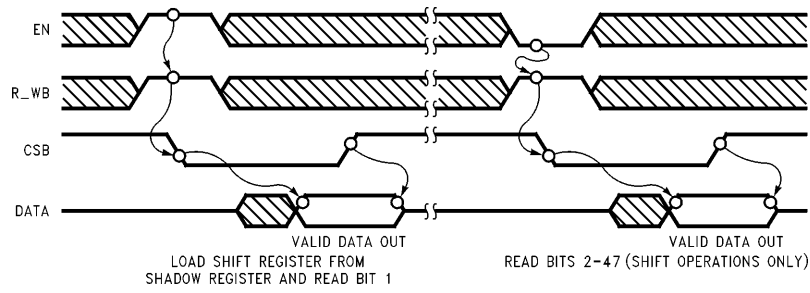 EN
R_WB
CSB
DATA
VALID DATA OUT
VALID DATA OUT
LOAD SHIFT REGISTER FROM
SHADOW REGISTER AND READ BIT 1
READ BITS 2-47 (SHIFT OPERATIONS ONLY)